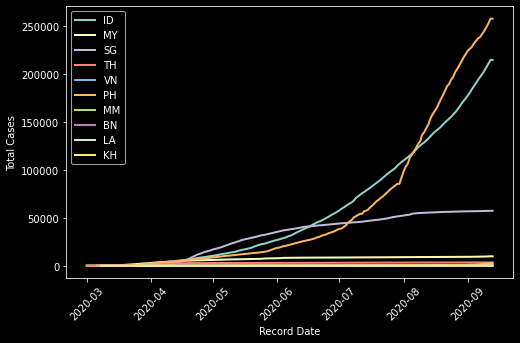 ID
MY
SG
TH
VN
PH
MM
BN
LA
KH
Total Cases
250000
200000
150000
100000
50000
0
2020-03
2020-04
2020-05
2020-06
2020-07
2020-08
2020-09
Record Date